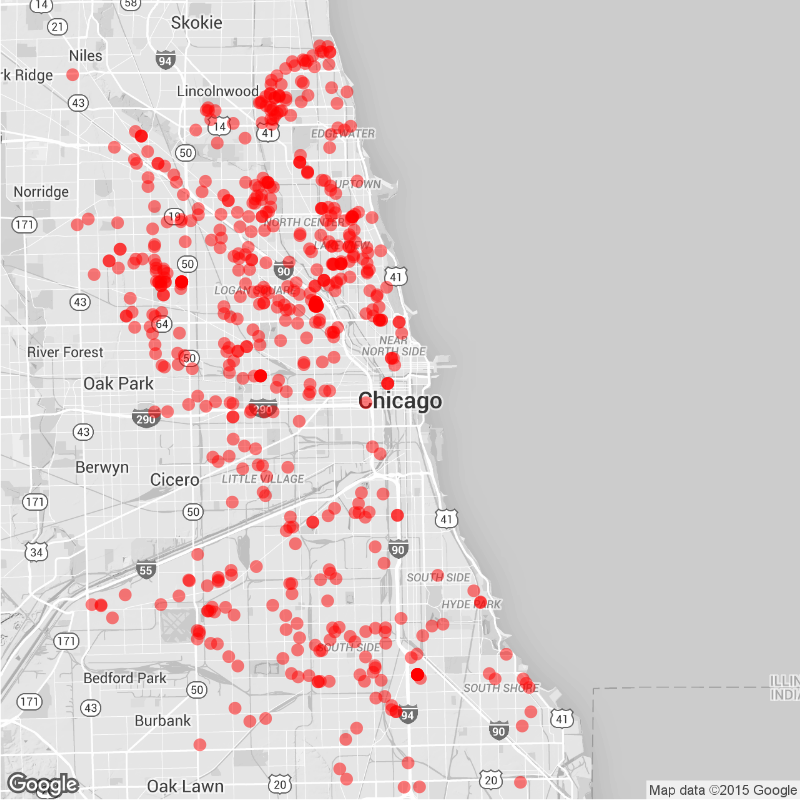 14
58
21
Skokie
Niles
94
rk Ridge
Lincolnwood
43
14
41
EDGEWATER
50
Norridge
UPTOWN
171
19
NORTH CENTER
LAKEVIEW
50
90
41
LOGAN SQUARE
43
64
NEAR
NORTH SIDE
River Forest
50
Oak Park
290
290
Chicago
43
Berwyn
Cicero
LITTLE VILLAGE
171
50
41
34
90
55
SOUTH SIDE
HYDE PARK
171
OUTH SIDE
Bedford Park
50
SOUTH SHORE
ILLIN
INDIA
171
43
Burbank
94
41
90
Oak Lawn
20
20
Google
Map data ©2015 Google